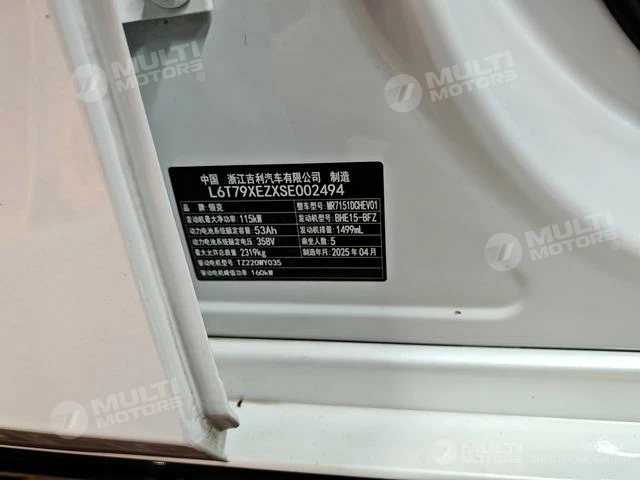 MULTI
MOTORS
MULTI
MOTORS
中国 浙江吉利汽车有限公司 制造
L6T79XEZXSE002494
品 牌:领克 整车型号:MR7151DCHEV01
发动机最大净功率:115kW 发动机型号:BHE15-BFZ
动力电池系统额定容量:53Ah 发动机排量:1499mL
动力电池系统额定电压:358V 乘坐人数:5
最大允许总质量:2319kg 制造年月:2025年04月
驱动电机型号:TZ220WY035
驱动电机峰值功率:160kW
MULTI
MOTORS
MULTI
MOTORS
MULTI
MOTORS